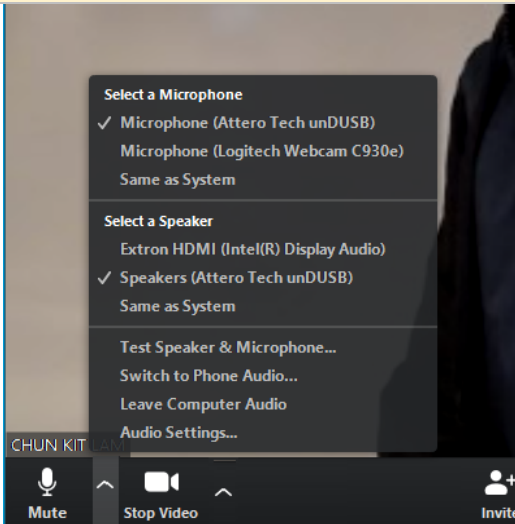 Select a Microphone
Microphone (Attero Tech unDUSB)
Microphone (Logitech Webcam C930e)
Same as System
Select a Speaker
Extron HDMI (Intel(R) Display Audio)
Speakers (Attero Tech unDUSB)
Same as System
Test Speaker & Microphone...
Switch to Phone Audio...
Leave Computer Audio
Audio Settings...
CHUN KIT LAM
Mute
Stop Video
Invite